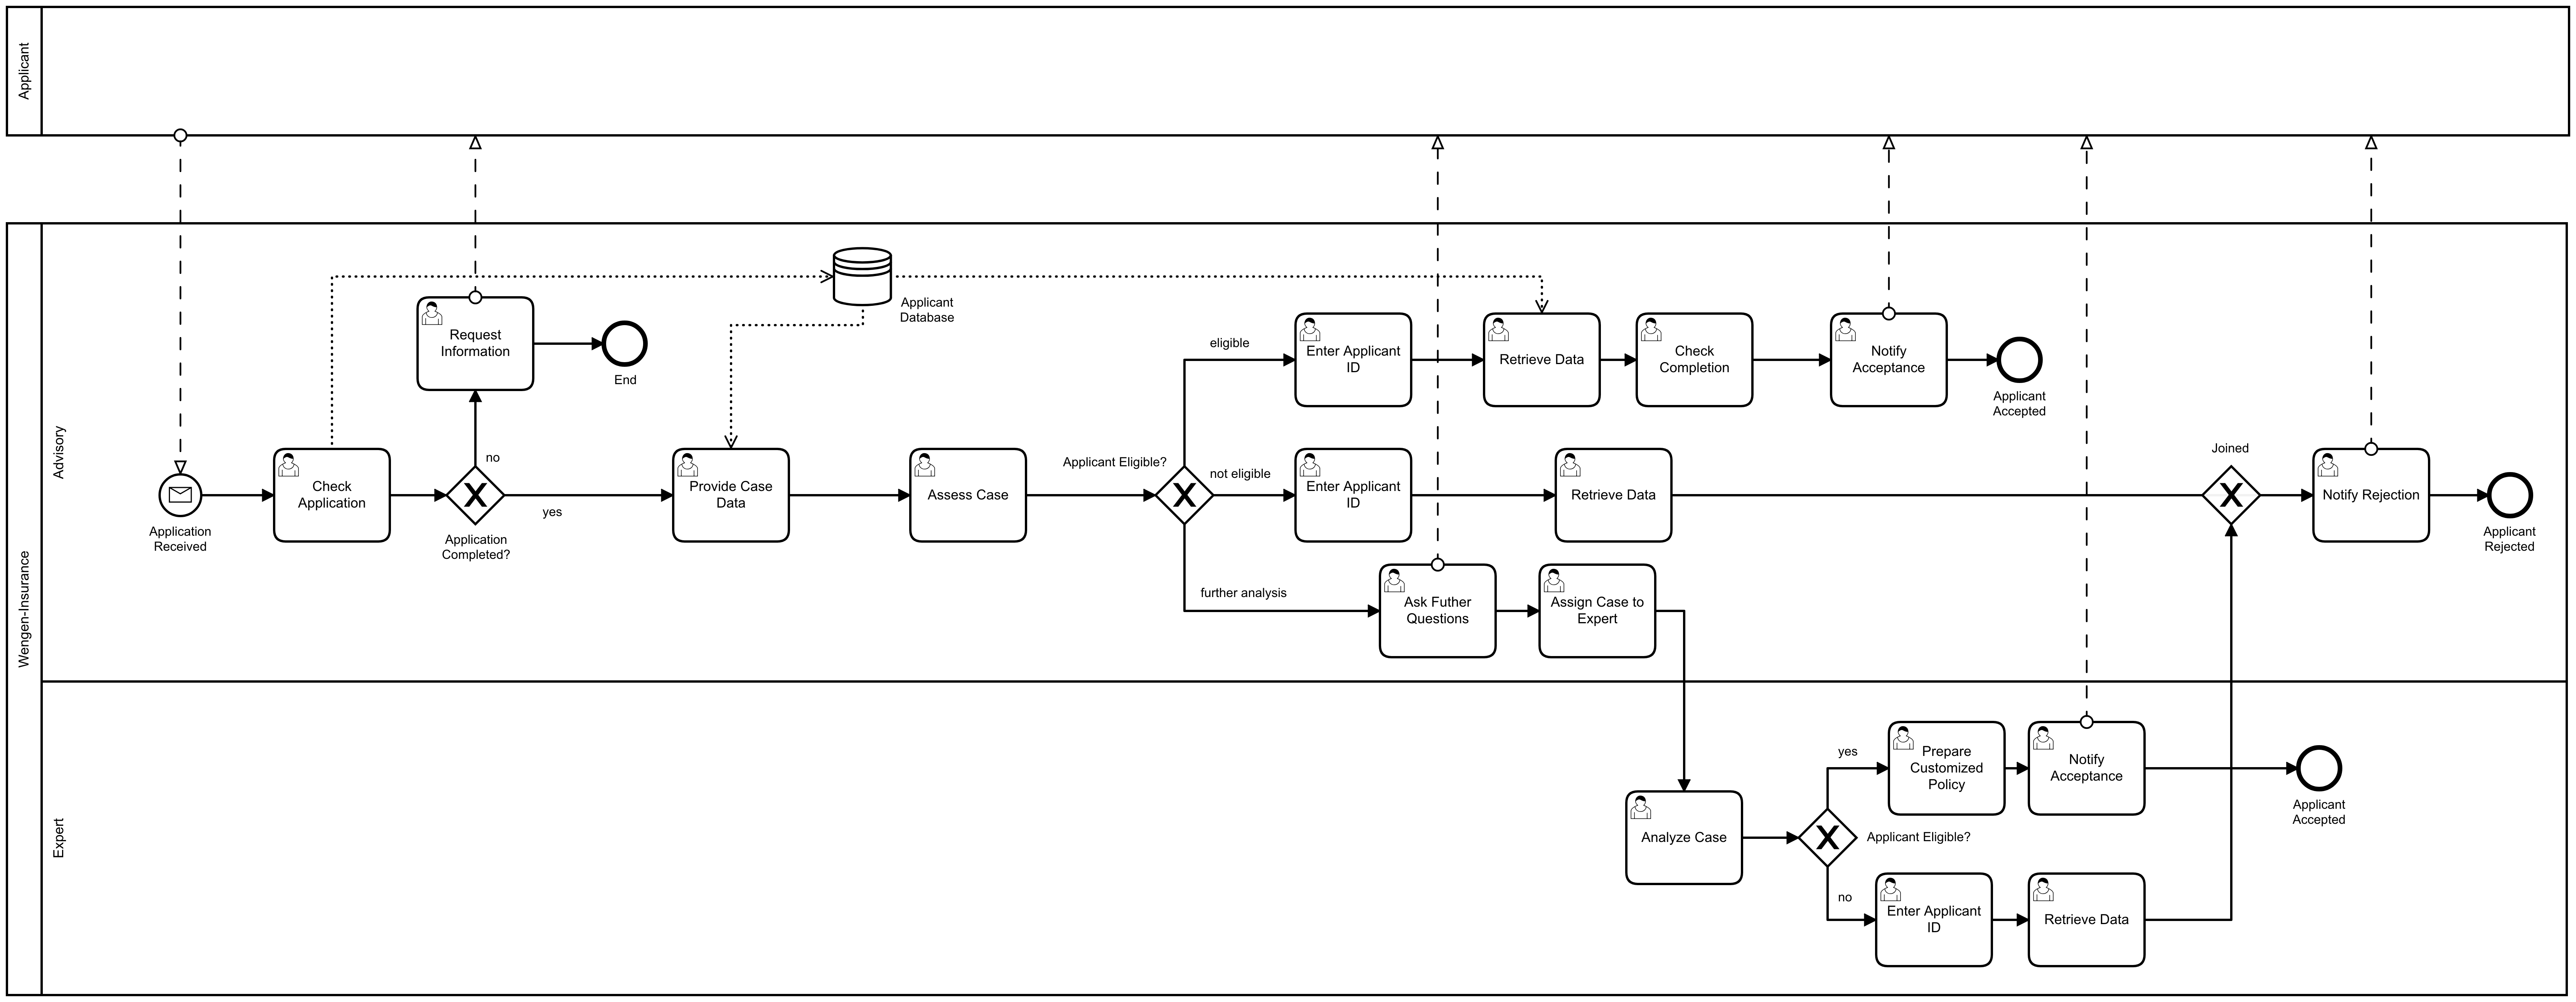 Applicant
Wengen-Insurance
Advisory
Expert
Application
Received
Check
Application
Application
Completed?
no
yes
Request
Information
End
Applicant
Database
Provide Case
Data
Assess Case
Applicant Eligible?
eligible
not eligible
further analysis
Enter Applicant
ID
Retrieve Data
Check
Completion
Notify
Acceptance
Applicant
Accepted
Enter Applicant
ID
Retrieve Data
Joined
Notify Rejection
Applicant
Rejected
Ask Futher
Questions
Assign Case to
Expert
Analyze Case
Applicant Eligible?
yes
no
Prepare
Customized
Policy
Notify
Acceptance
Applicant
Accepted
Enter Applicant
ID
Retrieve Data